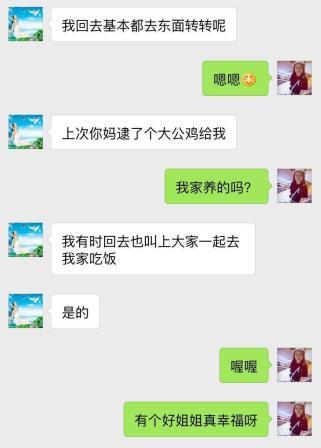 我回去基本都去东面转转呢
嗯嗯😊
上次你妈逮了个大公鸡给我
我家养的吗?
我有时回去也叫上大家一起去
我家吃饭
是的
喔喔
有个好姐姐真幸福呀